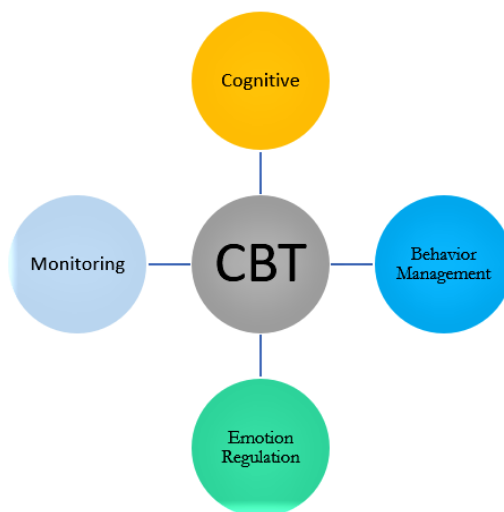 Cognitive
Monitoring
CBT
Behavior
Management
Emotion
Regulation